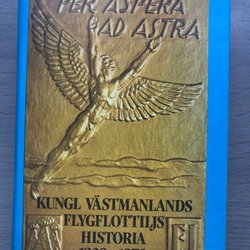 PER ASPERA
AD ASTRA
KUNGL VÄSTMANLANDS
FLYGFLOTTILJS
HISTORIA